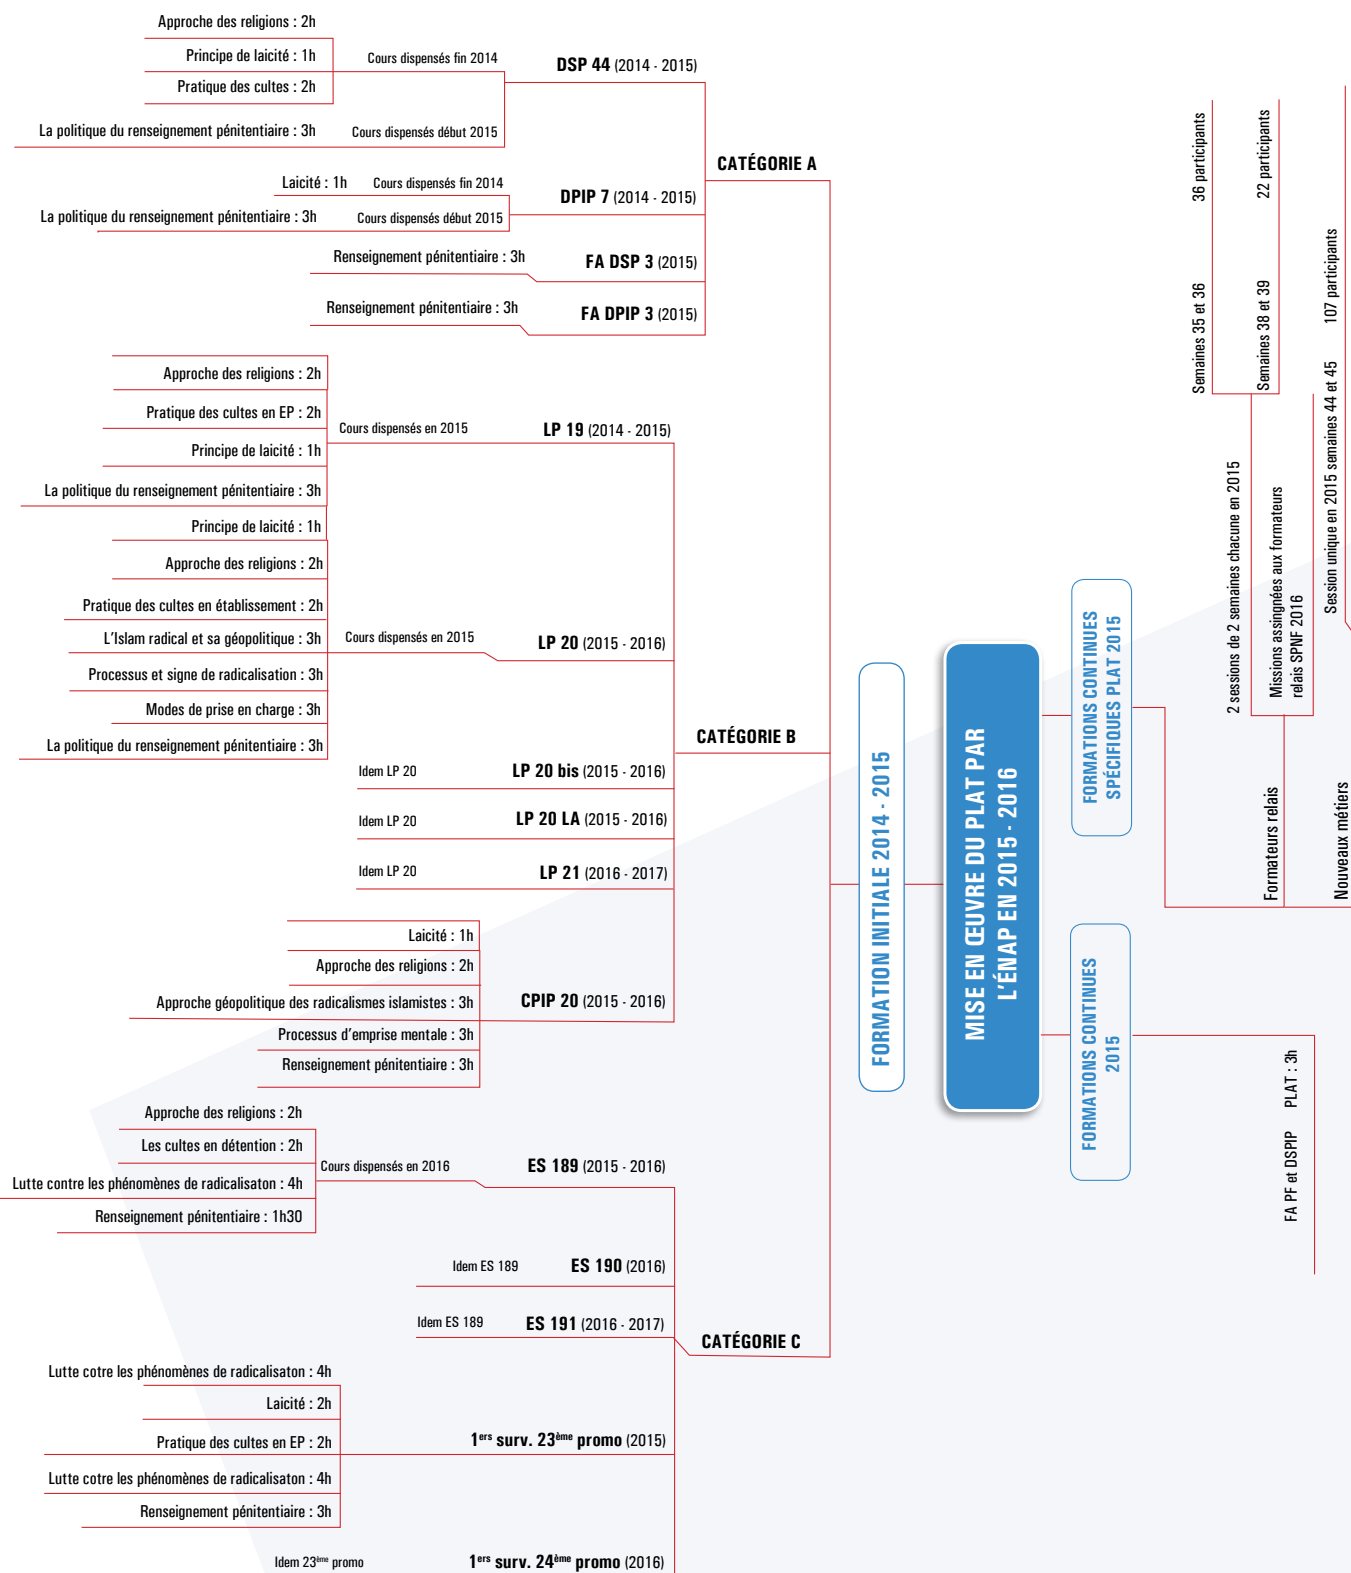 Approche des religions : 2h
Principe de laicité : 1h
Pratique des cultes : 2h
Cours dispensés fin 2014
DSP 44 (2014 - 2015)
La politique du renseignement pénitentiaire : 3h
Cours dispensés début 2015
CATÉGORIE A
Laicité : 1h
Cours dispensés fin 2014
DPIP 7 (2014 - 2015)
La politique du renseignement pénitentiaire : 3h
Cours dispensés début 2015
Renseignement pénitentiaire : 3h
FA DSP 3 (2015)
Renseignement pénitentiaire : 3h
FA DPIP 3 (2015)
Approche des religions : 2h
Pratique des cultes en EP : 2h
Cours dispensés en 2015
LP 19 (2014 - 2015)
Principe de laicité : 1h
La politique du renseignement pénitentiaire : 3h
Principe de laicité : 1h
Approche des religions : 2h
Pratique des cultes en établissement : 2h
L'Islam radical et sa géopolitique : 3h
Cours dispensés en 2015
LP 20 (2015 - 2016)
Processus et signe de radicalisation : 3h
Modes de prise en charge : 3h
La politique du renseignement pénitentiaire : 3h
CATÉGORIE B
Idem LP 20
LP 20 bis (2015 - 2016)
Idem LP 20
LP 20 LA (2015 - 2016)
Idem LP 20
LP 21 (2016 - 2017)
Laicité : 1h
Approche des religions : 2h
Approche géopolitique des radicalismes islamistes : 3h
CPIP 20 (2015 - 2016)
Processus d'emprise mentale : 3h
Renseignement pénitentiaire : 3h
Approche des religions : 2h
Les cultes en détention : 2h
Cours dispensés en 2016
ES 189 (2015 - 2016)
Lutte contre les phénomènes de radicalisaton : 4h
Renseignement pénitentiaire : 1h30
Idem ES 189
ES 190 (2016)
Idem ES 189
ES 191 (2016 - 2017)
CATÉGORIE C
Lutte cotre les phénomènes de radicalisaton : 4h
Laicité : 2h
Pratique des cultes en EP : 2h
1ers surv. 23ème promo (2015)
Lutte cotre les phénomènes de radicalisaton : 4h
Renseignement pénitentiaire : 3h
Idem 23ème promo
1ers surv. 24ème promo (2016)
FORMATION INITIALE 2014 - 2015
MISE EN ŒUVRE DU PLAT PAR
L'ÉNAP EN 2015 - 2016
FORMATIONS CONTINUES
SPÉCIFIQUES PLAT 2015
FORMATIONS CONTINUES
2015
Formateurs relais
2 sessions de 2 semaines chacune en 2015
Semaines 35 et 36
36 participants
Semaines 38 et 39
22 participants
Missions assingnées aux formateurs
relais SPNF 2016
Nouveaux métiers
Session unique en 2015 semaines 44 et 45
107 participants
FA PF et DSPIP
PLAT : 3h